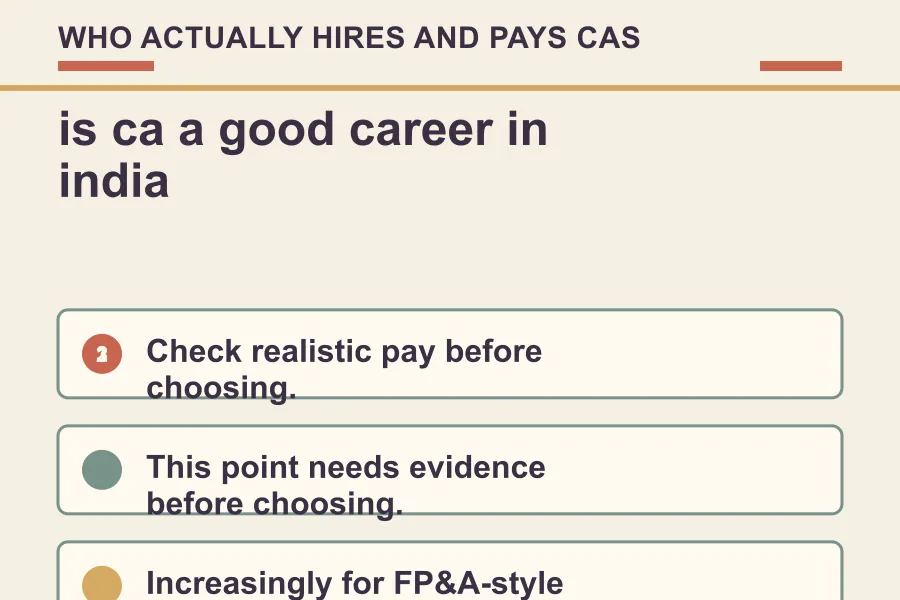 WHO ACTUALLY HIRES AND PAYS CAS
is ca a good career in
india
Check realistic pay before
choosing.
This point needs evidence
before choosing.
Increasingly for FP&A-style